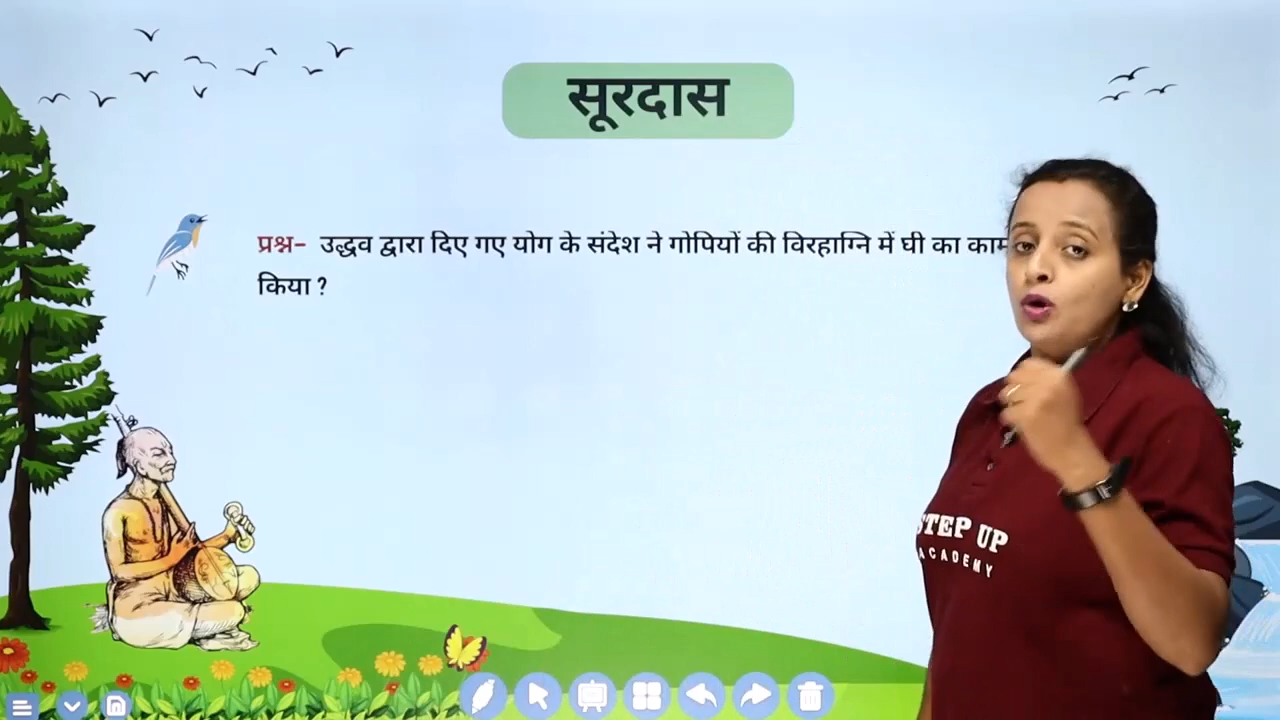 सूरदास
प्रश्न- उद्धव द्वारा दिए गए योग के संदेश ने गोपियों की विरहाग्नि में घी का काम
किया ?
STEP UP
ACADEMY